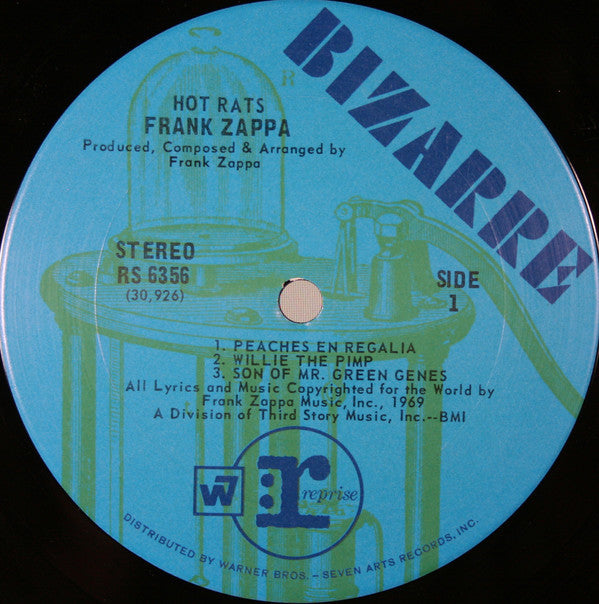 BIZARRE
HOT RATS
FRANK ZAPPA
Produced, Composed & Arranged by
Frank Zappa
STEREO
RS 6356
(30,926)
SIDE
1
1. PEACHES EN REGALIA
2. WILLIE THE PIMP
3. SON OF MR. GREEN GENES
All Lyrics and Music Copyrighted for the World by
Frank Zappa Music, Inc., 1969
A Division of Third Story Music, Inc.--BMI
W7
r
reprise
DISTRIBUTED BY WARNER BROS. – SEVEN ARTS RECORDS, INC.